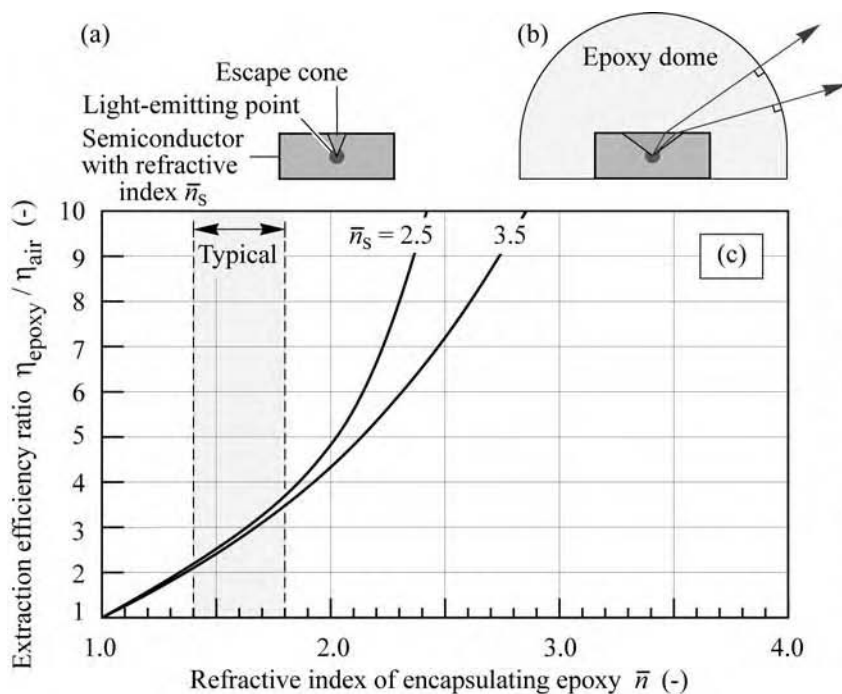 (a)
Escape cone
Light-emitting point
Semiconductor
with refractive
index n̅s
(b)
Epoxy dome
Extraction efficiency ratio ηepoxy / ηair (-)
10
9
8
7
6
5
4
3
2
1
Typical
n̅s = 2.5
3.5
(c)
1.0
2.0
3.0
4.0
Refractive index of encapsulating epoxy n̅ (-)